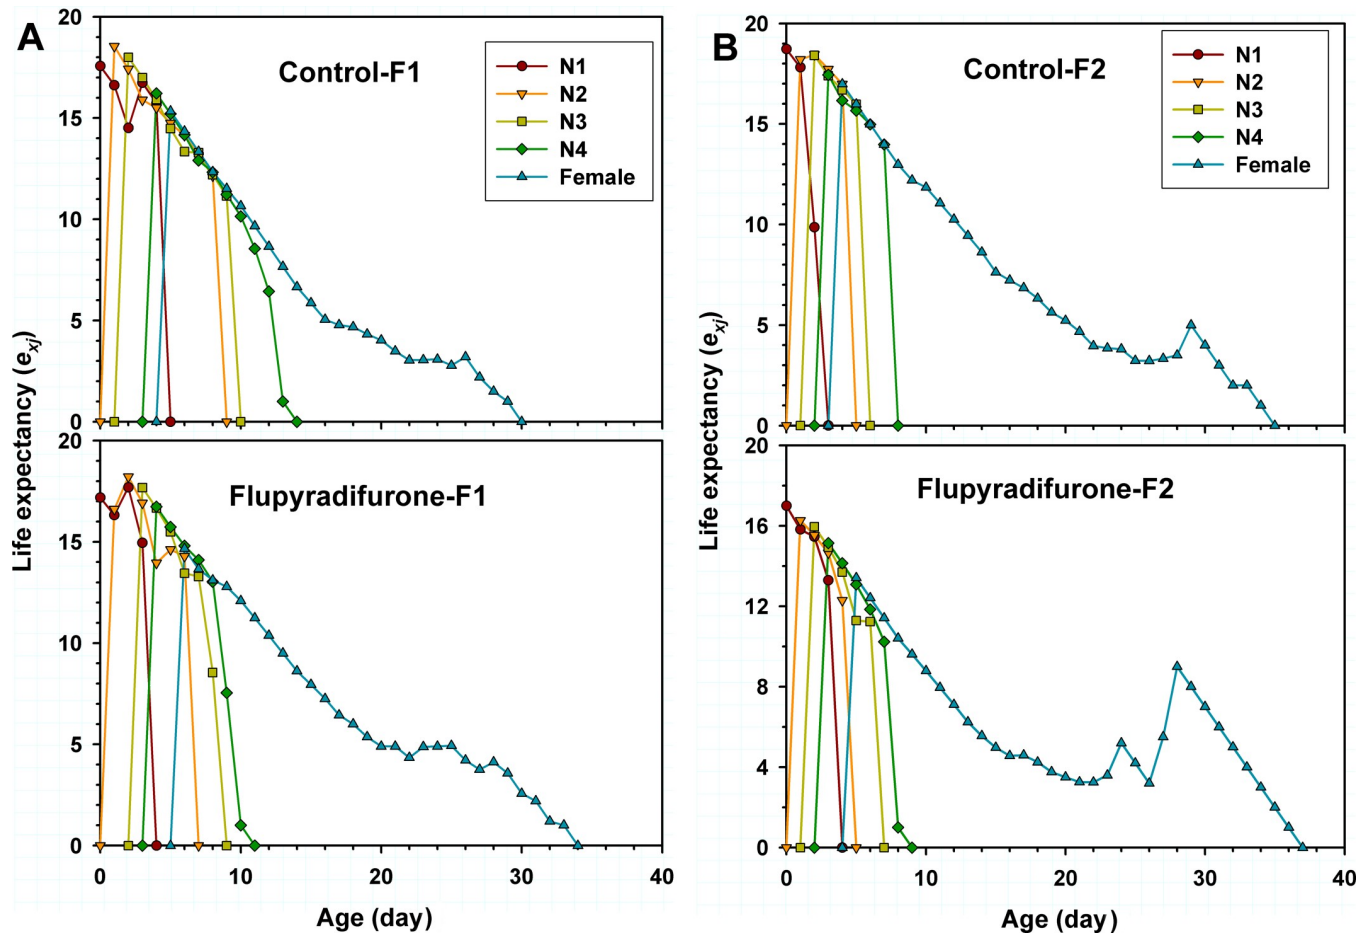 A
20
15
10
5
0
Control-F1
N1
N2
N3
N4
Female
Life expectancy (exj)
20
15
10
5
0
Flupyradifurone-F1
0
10
20
30
40
Age (day)
B
20
15
10
5
0
Control-F2
N1
N2
N3
N4
Female
Life expectancy (exj)
20
16
12
8
4
0
Flupyradifurone-F2
0
10
20
30
40
Age (day)